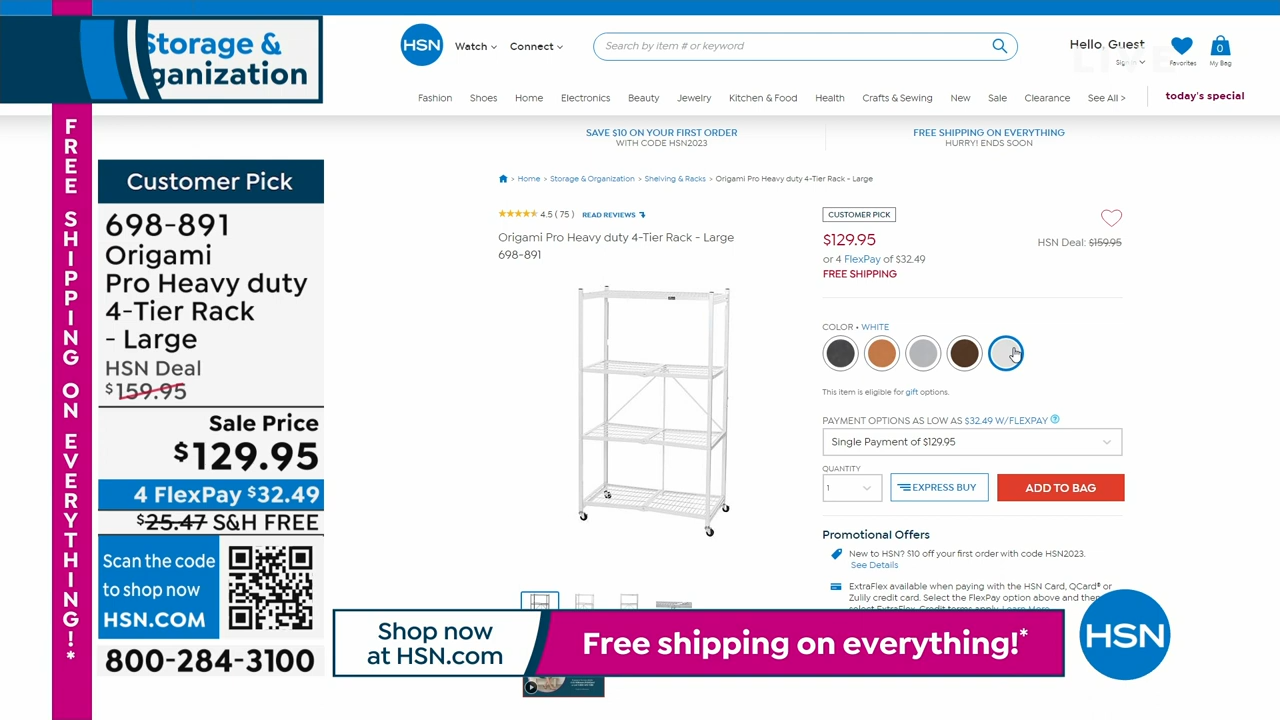 Storage &
ganization
FREE SHIPPING ON EVERYTHING!*
Customer Pick
698-891
Origami
Pro Heavy duty
4-Tier Rack
- Large
HSN Deal
$159.95
Sale Price
$129.95
4 FlexPay $32.49
$25.47 S&H FREE
Scan the code
to shop now
HSN.COM
800-284-3100
HSN
Watch
Connect
Search by item # or keyword
Hello, Guest
Favorites
0
My Bag
Fashion Shoes Home Electronics Beauty Jewelry Kitchen & Food Health Crafts & Sewing New Sale Clearance See All >
today's special
SAVE $10 ON YOUR FIRST ORDER
WITH CODE HSN2023
FREE SHIPPING ON EVERYTHING
HURRY! ENDS SOON
> Home > Storage & Organization > Shelving & Racks > Origami Pro Heavy duty 4-Tier Rack - Large
4.5 ( 75 ) READ REVIEWS
Origami Pro Heavy duty 4-Tier Rack - Large
698-891
CUSTOMER PICK
$129.95
HSN Deal: $159.95
or 4 FlexPay of $32.49
FREE SHIPPING
COLOR • WHITE
This item is eligible for gift options.
PAYMENT OPTIONS AS LOW AS $32.49 W/FLEXPAY ?
Single Payment of $129.95
QUANTITY
1
EXPRESS BUY
ADD TO BAG
Promotional Offers
New to HSN? $10 off your first order with code HSN2023.
See Details
ExtraFlex available when paying with the HSN Card, QCard® or
Zulily credit card. Select the FlexPay option above and then
select ExtraFlex. Credit terms apply. Learn More
Shop now
at HSN.com
Free shipping on everything!*
HSN